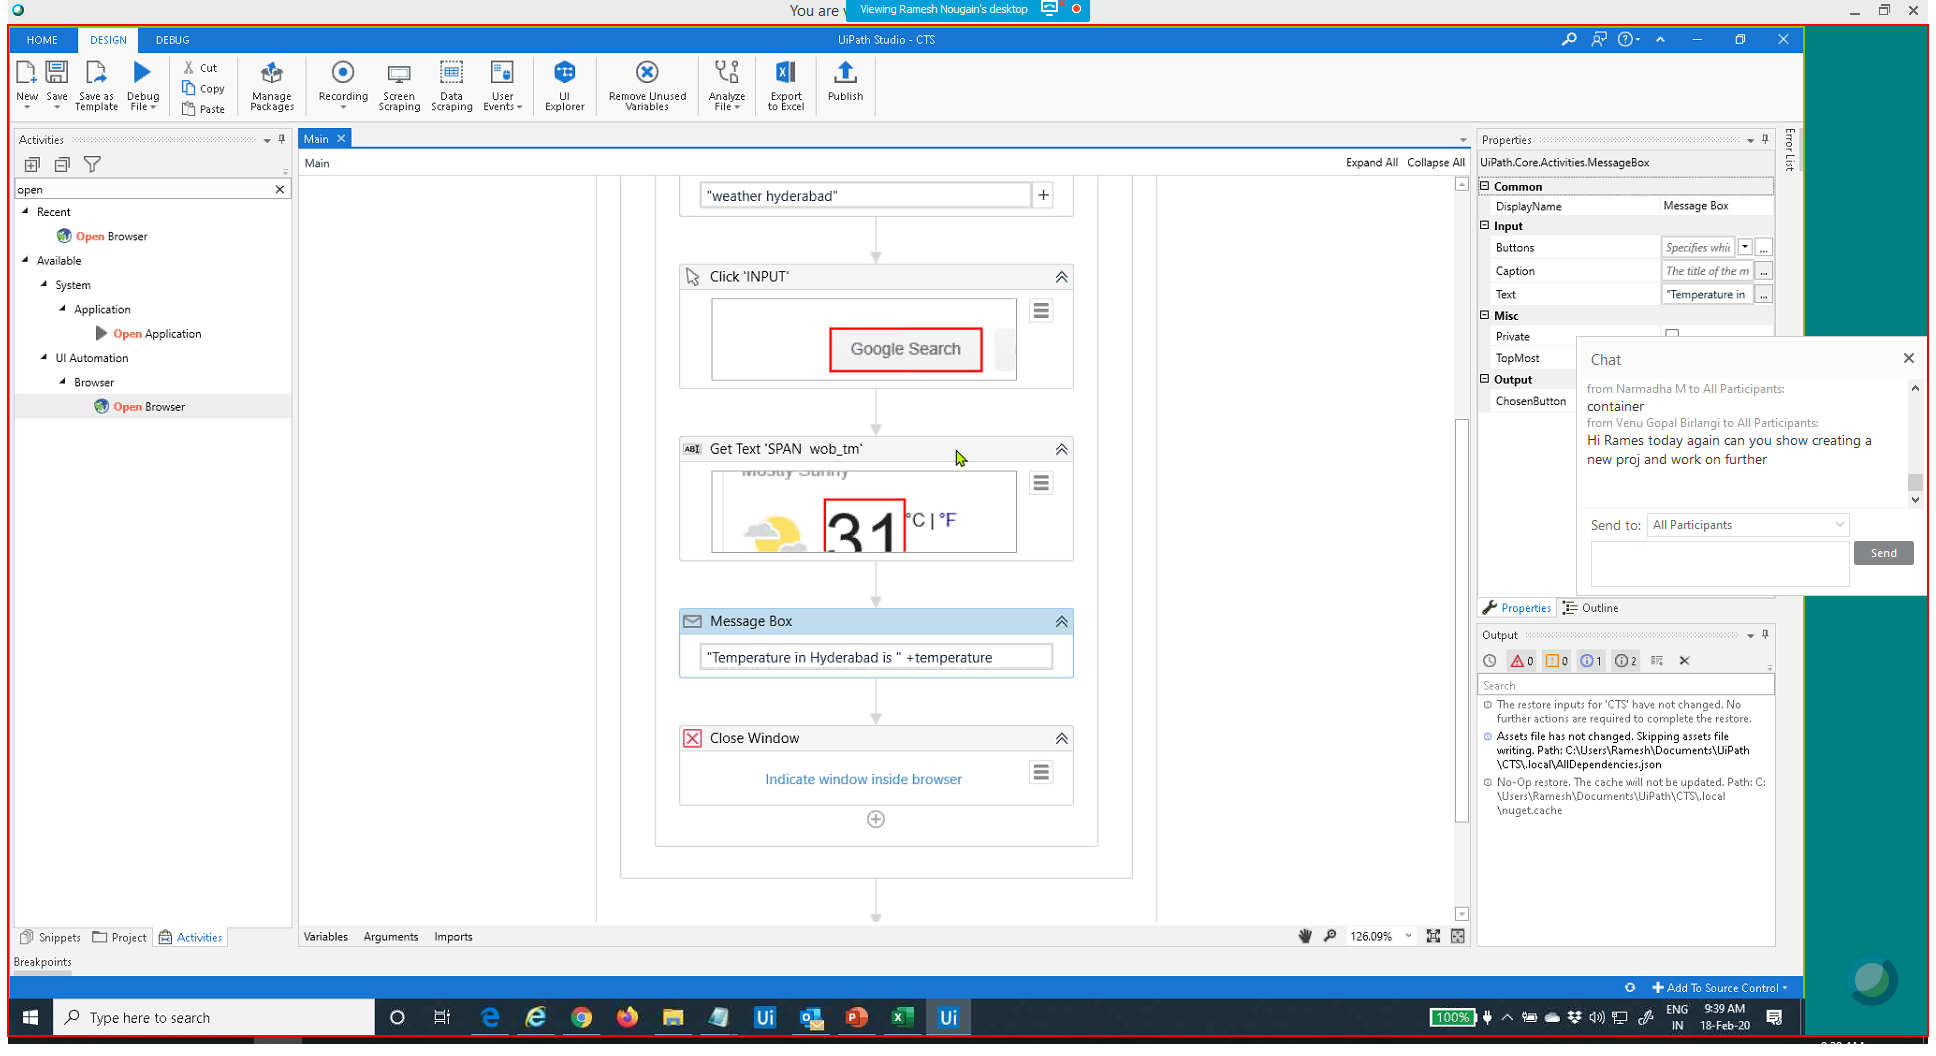 You are v
Viewing Ramesh Nougain's desktop
HOME DESIGN DEBUG
UiPath Studio - CTS
New Save Save as Template Debug File
Cut
Copy
Paste
Manage Packages
Recording
Screen Scraping
Data Scraping
User Events
UI Explorer
Remove Unused Variables
Analyze File
Export to Excel
Publish
Activities
open
Recent
Open Browser
Available
System
Application
Open Application
UI Automation
Browser
Open Browser
Snippets Project Activities
Breakpoints
Main
Main
Expand All Collapse All
"weather hyderabad"
Click 'INPUT'
Google Search
Get Text 'SPAN wob_tm'
Mostly Sunny
31 °C | °F
Message Box
"Temperature in Hyderabad is " +temperature
Close Window
Indicate window inside browser
Variables Arguments Imports
126.09%
Properties
UiPath.Core.Activities.MessageBox
Common
DisplayName Message Box
Input
Buttons Specifies whic ...
Caption The title of the m ...
Text "Temperature in ...
Misc
Private
TopMost
Output
ChosenButton
Error List
Chat
from Narmadha M to All Participants:
container
from Venu Gopal Birlangi to All Participants:
Hi Rames today again can you show creating a
new proj and work on further
Send to: All Participants
Send
Properties Outline
Output
0 0 1 2
Search
The restore inputs for 'CTS' have not changed. No
further actions are required to complete the restore.
Assets file has not changed. Skipping assets file
writing. Path: C:\Users\Ramesh\Documents\UiPath
\CTS\.local\AllDependencies.json
No-Op restore. The cache will not be updated. Path: C:
\Users\Ramesh\Documents\UiPath\CTS\.local
\nuget.cache
Add To Source Control
Type here to search
100%
ENG
IN
9:39 AM
18-Feb-20